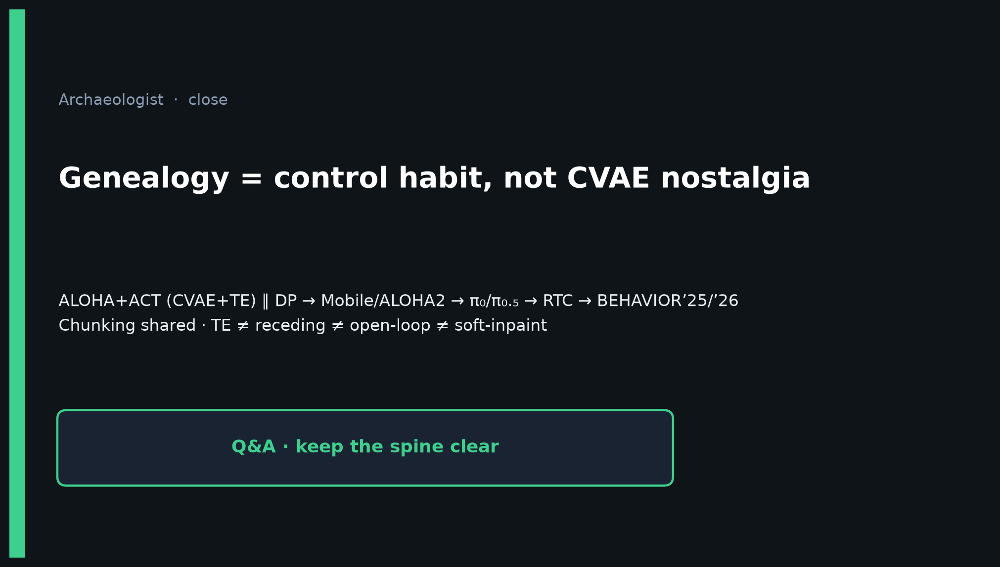 Archaeologist · close
Genealogy = control habit, not CVAE nostalgia
ALOHA+ACT (CVAE+TE) ∥ DP → Mobile/ALOHA2 → π₀/π₀.₅ → RTC → BEHAVIOR’25/’26
Chunking shared · TE ≠ receding ≠ open-loop ≠ soft-inpaint
Q&A · keep the spine clear